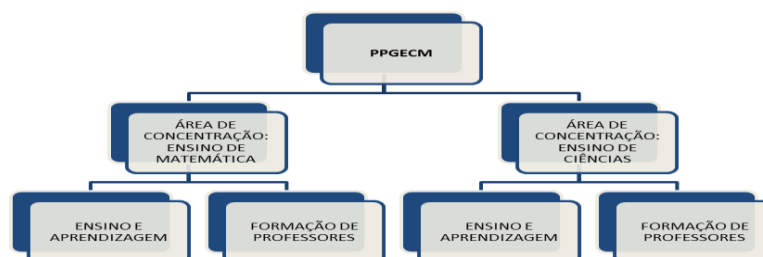 PPGECM
ÁREA DE
CONCENTRAÇÃO:
ENSINO DE
MATEMÁTICA
ÁREA DE
CONCENTRAÇÃO:
ENSINO DE
CIÊNCIAS
ENSINO E
APRENDIZAGEM
FORMAÇÃO DE
PROFESSORES
ENSINO E
APRENDIZAGEM
FORMAÇÃO DE
PROFESSORES